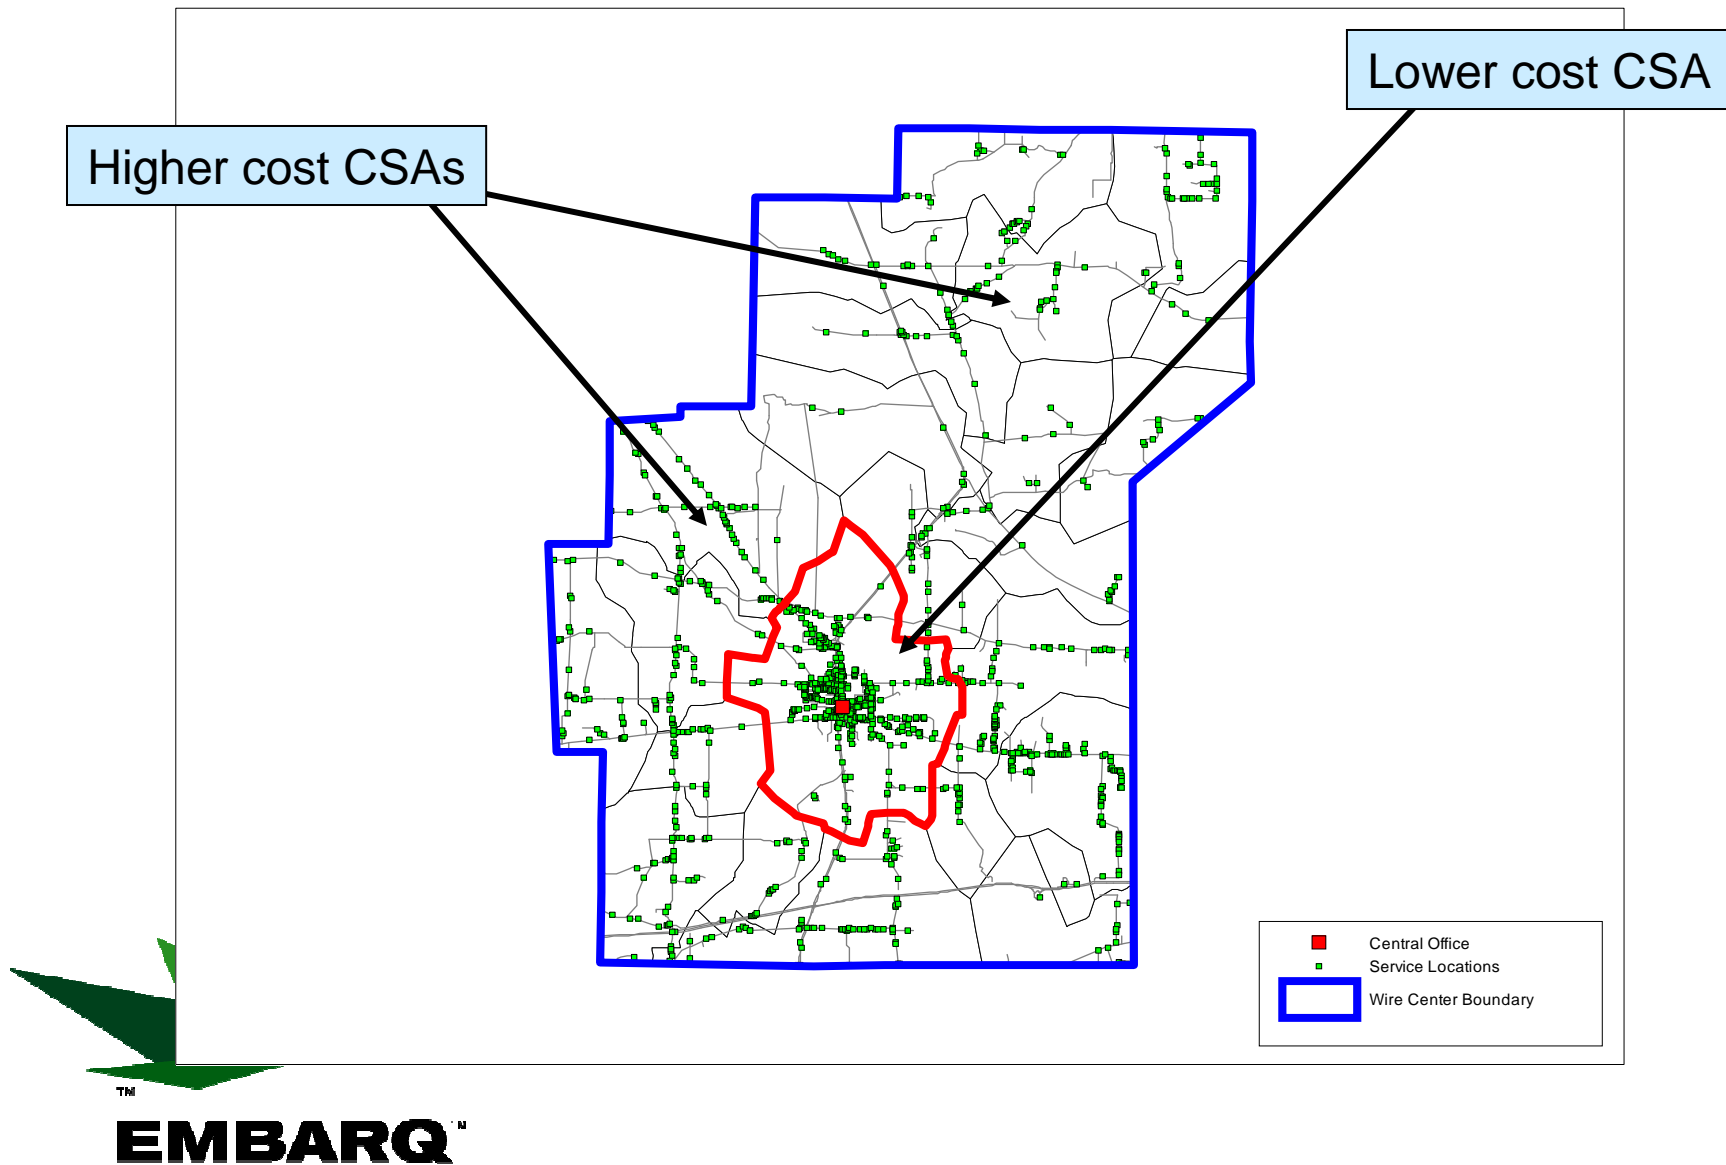 Lower cost CSA
Higher cost CSAs
Central Office
Service Locations
Wire Center Boundary
TM
EMBARQ